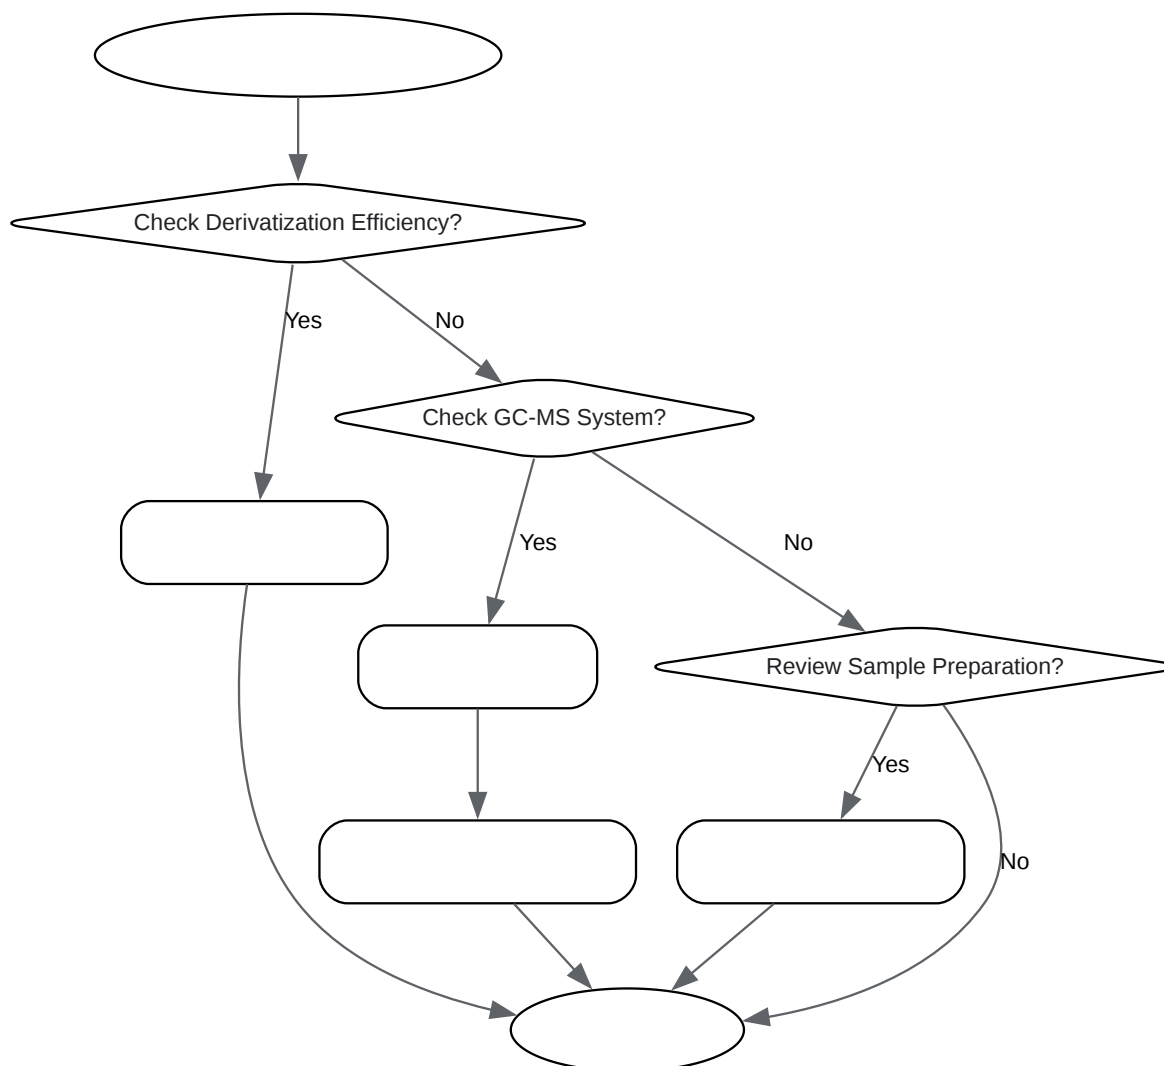 Check Derivatization Efficiency?
Yes
No
Check GC-MS System?
Yes
No
Review Sample Preparation?
Yes
No